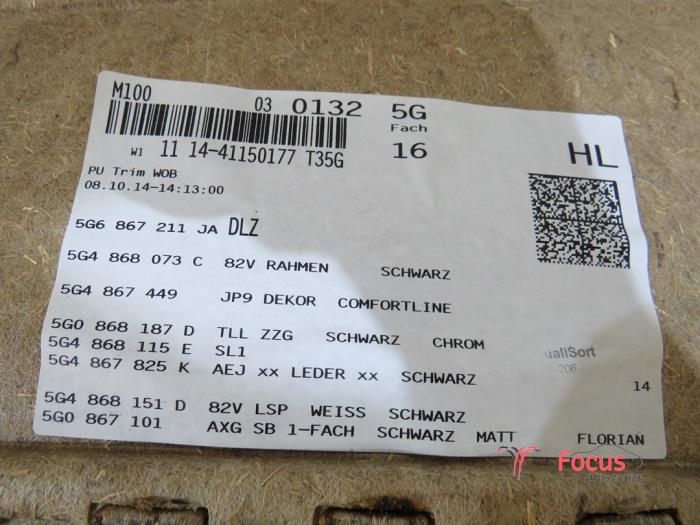 M100 03 0132 5G
Fach
W1 11 14-41150177 T35G 16 HL
PU Trim WOB
08.10.14-14:13:00
5G6 867 211 JA DLZ
5G4 868 073 C 82V RAHMEN SCHWARZ
5G4 867 449 JP9 DEKOR COMFORTLINE
5G0 868 187 D TLL ZZG SCHWARZ CHROM
5G4 868 115 E SL1
5G4 867 825 K AEJ xx LEDER xx SCHWARZ
ualiSort
206
14
5G4 868 151 D 82V LSP WEISS SCHWARZ
5G0 867 101 AXG SB 1-FACH SCHWARZ MATT FLORIAN
Focus